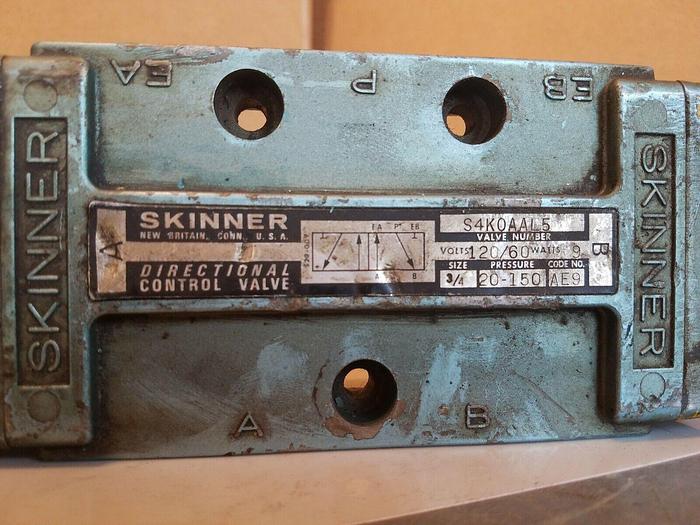 EA P EB
SKINNER
SKINNER
A
SKINNER
NEW BRITAIN, CONN. U.S.A.
DIRECTIONAL
CONTROL VALVE
EA P EB
A B
S4K0AAL5
VALVE NUMBER
VOLTS 120/60 WATTS 9
SIZE PRESSURE CODE NO.
3/4 20-150 AE9
B
A B